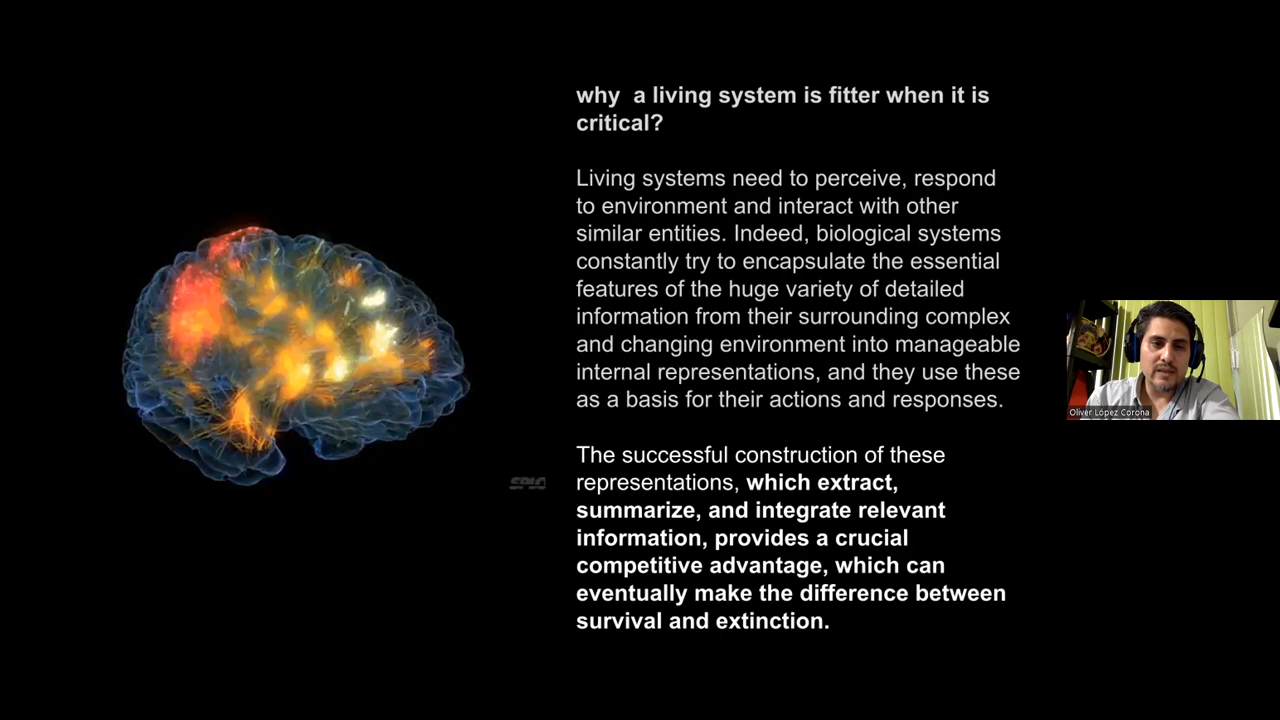 why  a living system is fitter when it is
critical?
Living systems need to perceive, respond
to environment and interact with other
similar entities. Indeed, biological systems
constantly try to encapsulate the essential
features of the huge variety of detailed
information from their surrounding complex
and changing environment into manageable
internal representations, and they use these
as a basis for their actions and responses.
The successful construction of these
representations, which extract,
summarize, and integrate relevant
information, provides a crucial
competitive advantage, which can
eventually make the difference between
survival and extinction.
Oliver López Corona